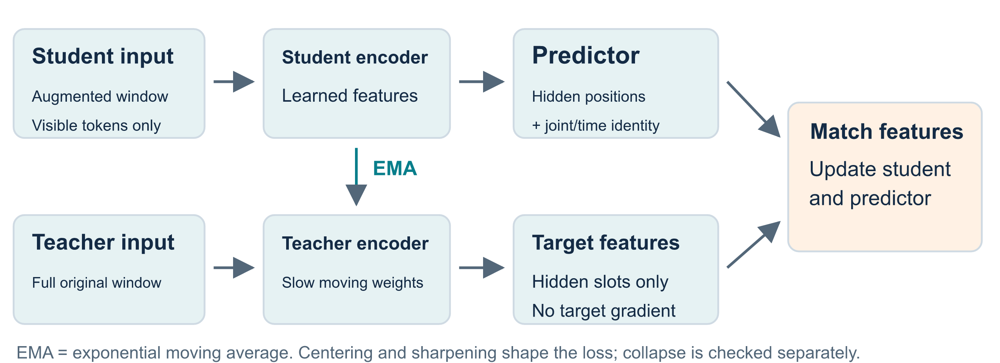 Student input
Augmented window
Visible tokens only
Student encoder
Learned features
Predictor
Hidden positions
+ joint/time identity
EMA
Match features
Update student
and predictor
Teacher input
Full original window
Teacher encoder
Slow moving weights
Target features
Hidden slots only
No target gradient
EMA = exponential moving average. Centering and sharpening shape the loss; collapse is checked separately.